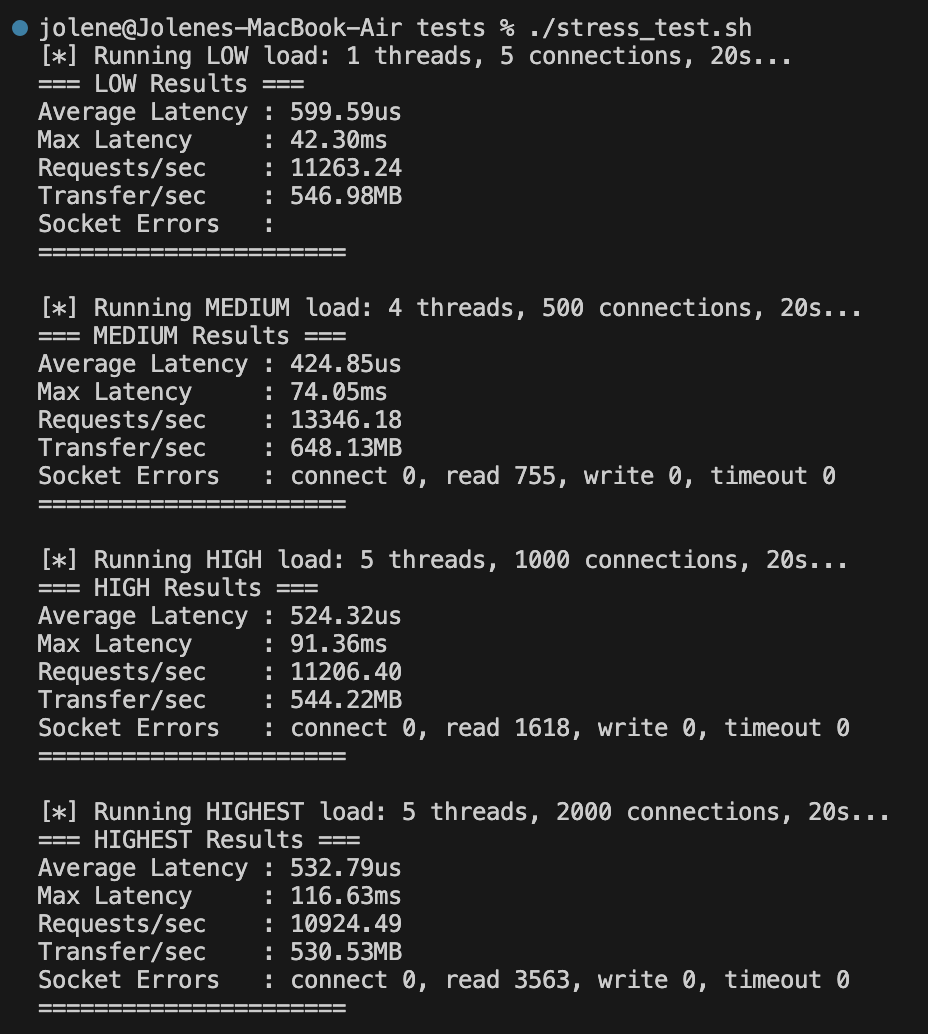 jolene@Jolenes-MacBook-Air tests % ./stress_test.sh
[*] Running LOW load: 1 threads, 5 connections, 20s...
=== LOW Results ===
Average Latency : 599.59us
Max Latency     : 42.30ms
Requests/sec    : 11263.24
Transfer/sec    : 546.98MB
Socket Errors   :
======================

[*] Running MEDIUM load: 4 threads, 500 connections, 20s...
=== MEDIUM Results ===
Average Latency : 424.85us
Max Latency     : 74.05ms
Requests/sec    : 13346.18
Transfer/sec    : 648.13MB
Socket Errors   : connect 0, read 755, write 0, timeout 0
======================

[*] Running HIGH load: 5 threads, 1000 connections, 20s...
=== HIGH Results ===
Average Latency : 524.32us
Max Latency     : 91.36ms
Requests/sec    : 11206.40
Transfer/sec    : 544.22MB
Socket Errors   : connect 0, read 1618, write 0, timeout 0
======================

[*] Running HIGHEST load: 5 threads, 2000 connections, 20s...
=== HIGHEST Results ===
Average Latency : 532.79us
Max Latency     : 116.63ms
Requests/sec    : 10924.49
Transfer/sec    : 530.53MB
Socket Errors   : connect 0, read 3563, write 0, timeout 0
======================